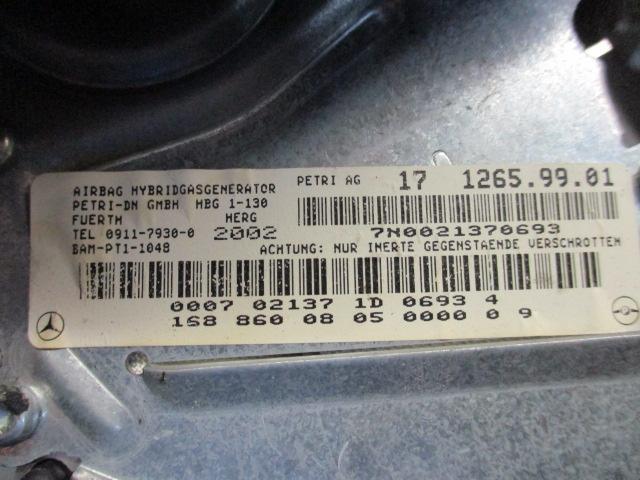 AIRBAG HYBRIDGASGENERATOR
PETRI-DN GMBH HBG 1-130
FUERTH HERG
TEL 0911-7930-0 2002
BAM-PT1-1048
PETRI AG 17 1265.99.01
7N0021370693
ACHTUNG: NUR INERTE GEGENSTAENDE VERSCHROTTEN
0007 02137 1D 0693 4
168 860 08 05 0000 0 9